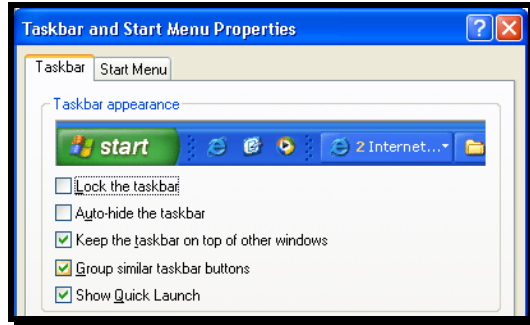 Taskbar and Start Menu Properties
Taskbar Start Menu
Taskbar appearance
start 2 Internet...
Lock the taskbar
Auto-hide the taskbar
Keep the taskbar on top of other windows
Group similar taskbar buttons
Show Quick Launch